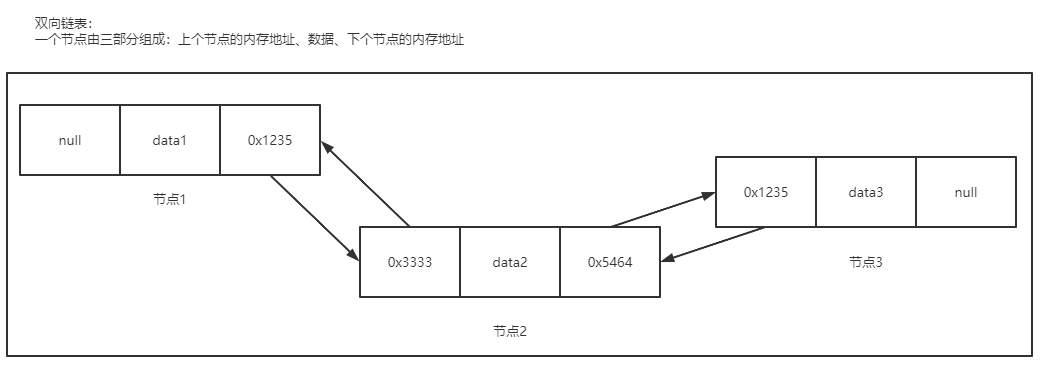 双向链表：
一个节点由三部分组成：上个节点的内存地址、数据、下个节点的内存地址
null data1 0x1235
节点1
0x1235 data3 null
节点3
0x3333 data2 0x5464
节点2